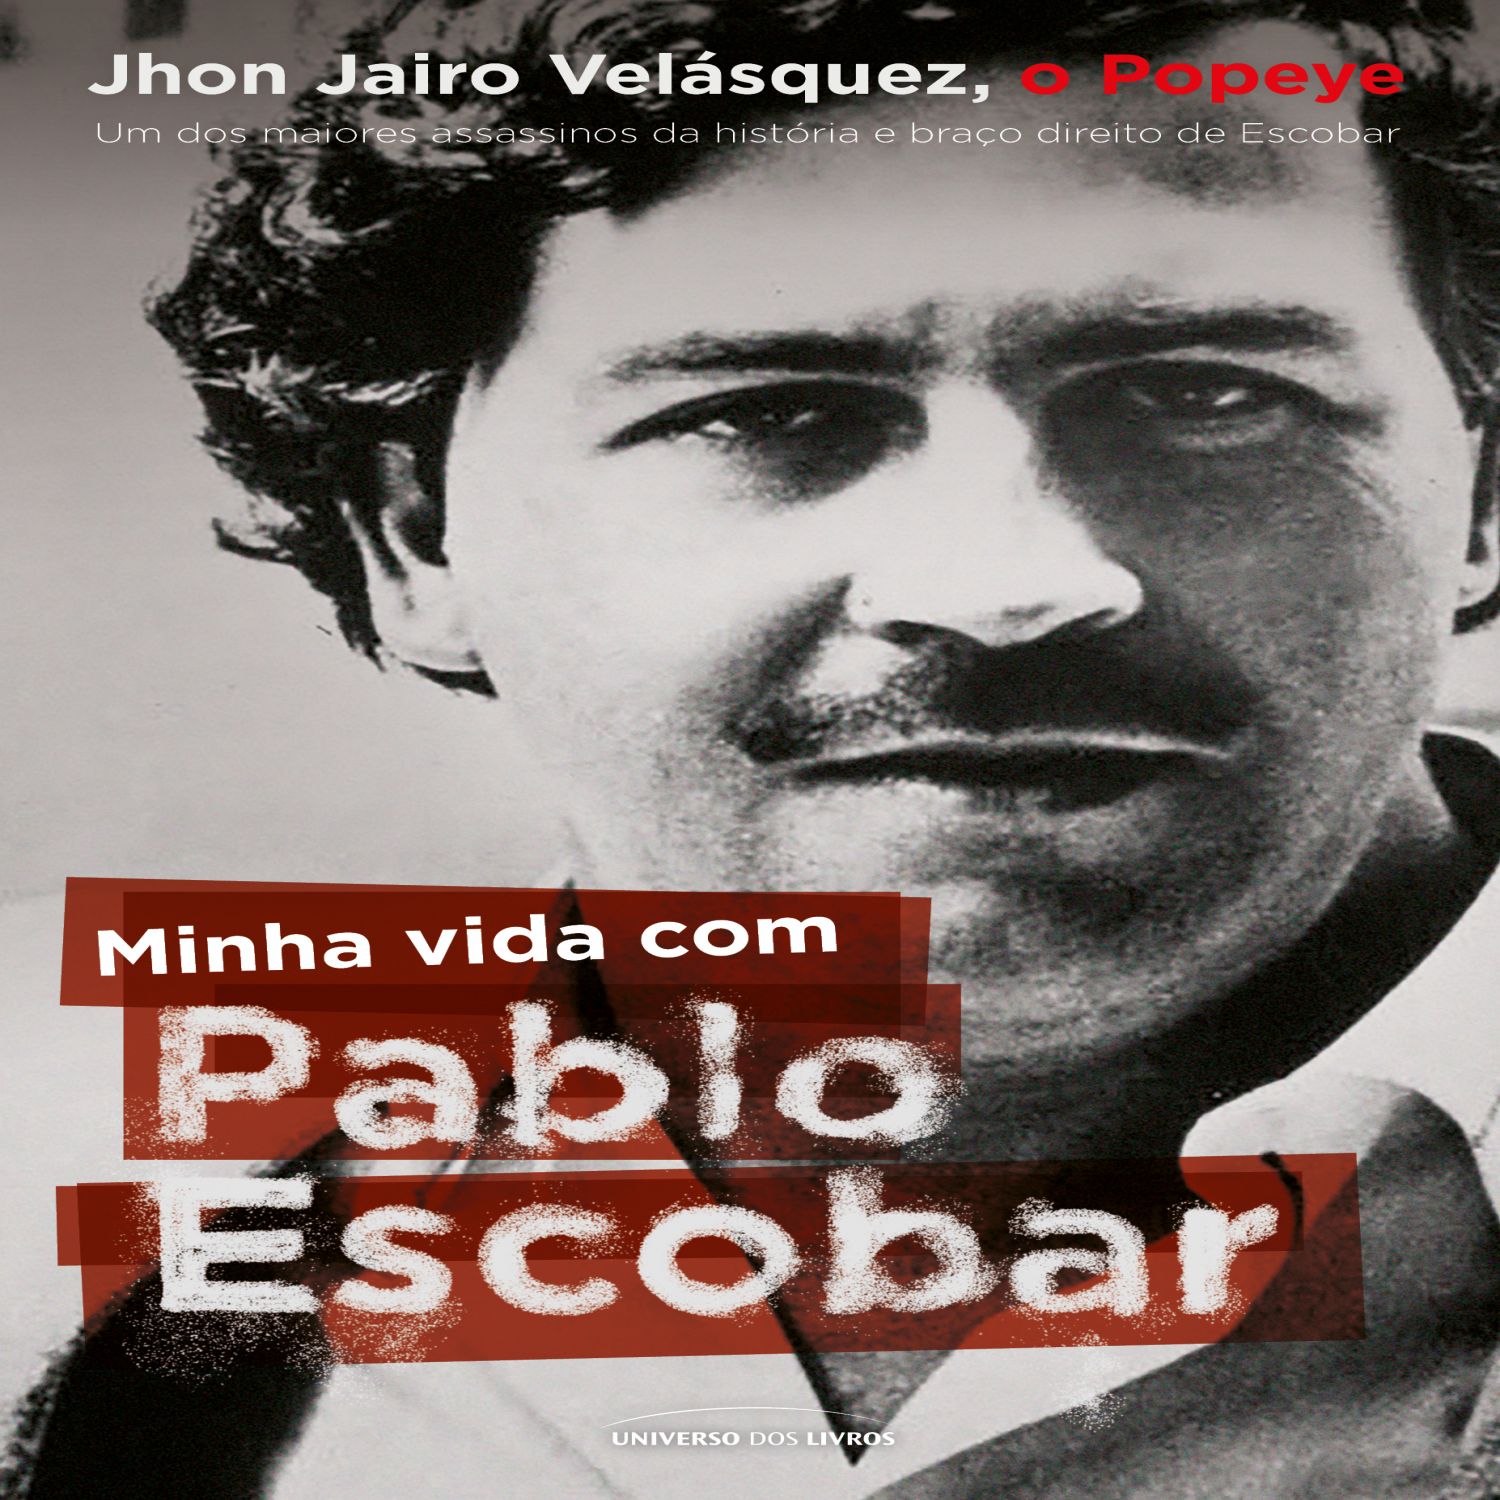 Jhon Jairo Velásquez, o Popeye
Um dos maiores assassinos da história e braço direito de Escobar
Minha vida com
Pablo
Escobar
UNIVERSO DOS LIVROS